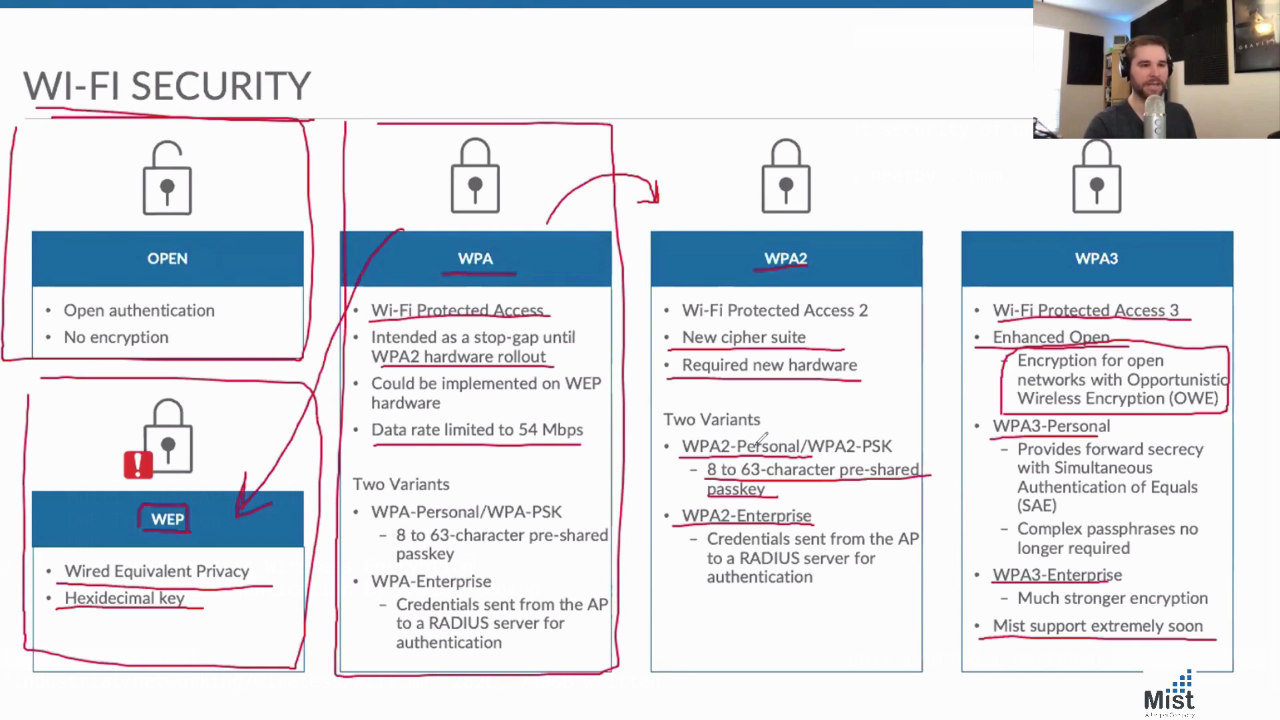 WI-FI SECURITY
OPEN
• Open authentication
• No encryption
WEP
• Wired Equivalent Privacy
• Hexidecimal key
WPA
• Wi-Fi Protected Access
• Intended as a stop-gap until
WPA2 hardware rollout
• Could be implemented on WEP
hardware
• Data rate limited to 54 Mbps
Two Variants
• WPA-Personal/WPA-PSK
– 8 to 63-character pre-shared
passkey
• WPA-Enterprise
– Credentials sent from the AP
to a RADIUS server for
authentication
WPA2
• Wi-Fi Protected Access 2
• New cipher suite
• Required new hardware
Two Variants
• WPA2-Personal/WPA2-PSK
– 8 to 63-character pre-shared
passkey
• WPA2-Enterprise
– Credentials sent from the AP
to a RADIUS server for
authentication
WPA3
• Wi-Fi Protected Access 3
• Enhanced Open
– Encryption for open
networks with Opportunistic
Wireless Encryption (OWE)
• WPA3-Personal
– Provides forward secrecy
with Simultaneous
Authentication of Equals
(SAE)
– Complex passphrases no
longer required
• WPA3-Enterprise
– Much stronger encryption
• Mist support extremely soon
Mist